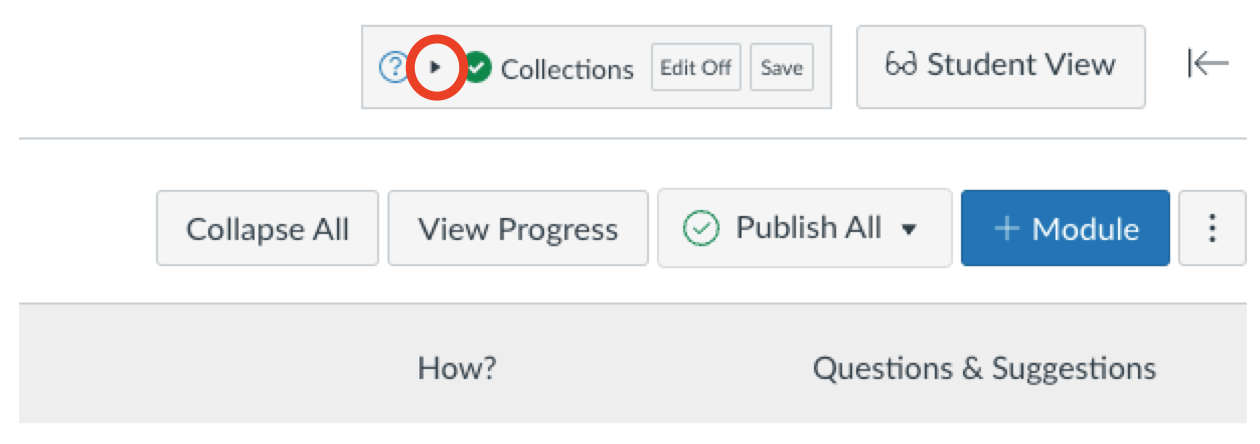 ? Collections Edit Off Save Student View
Collapse All View Progress Publish All + Module
How? Questions & Suggestions